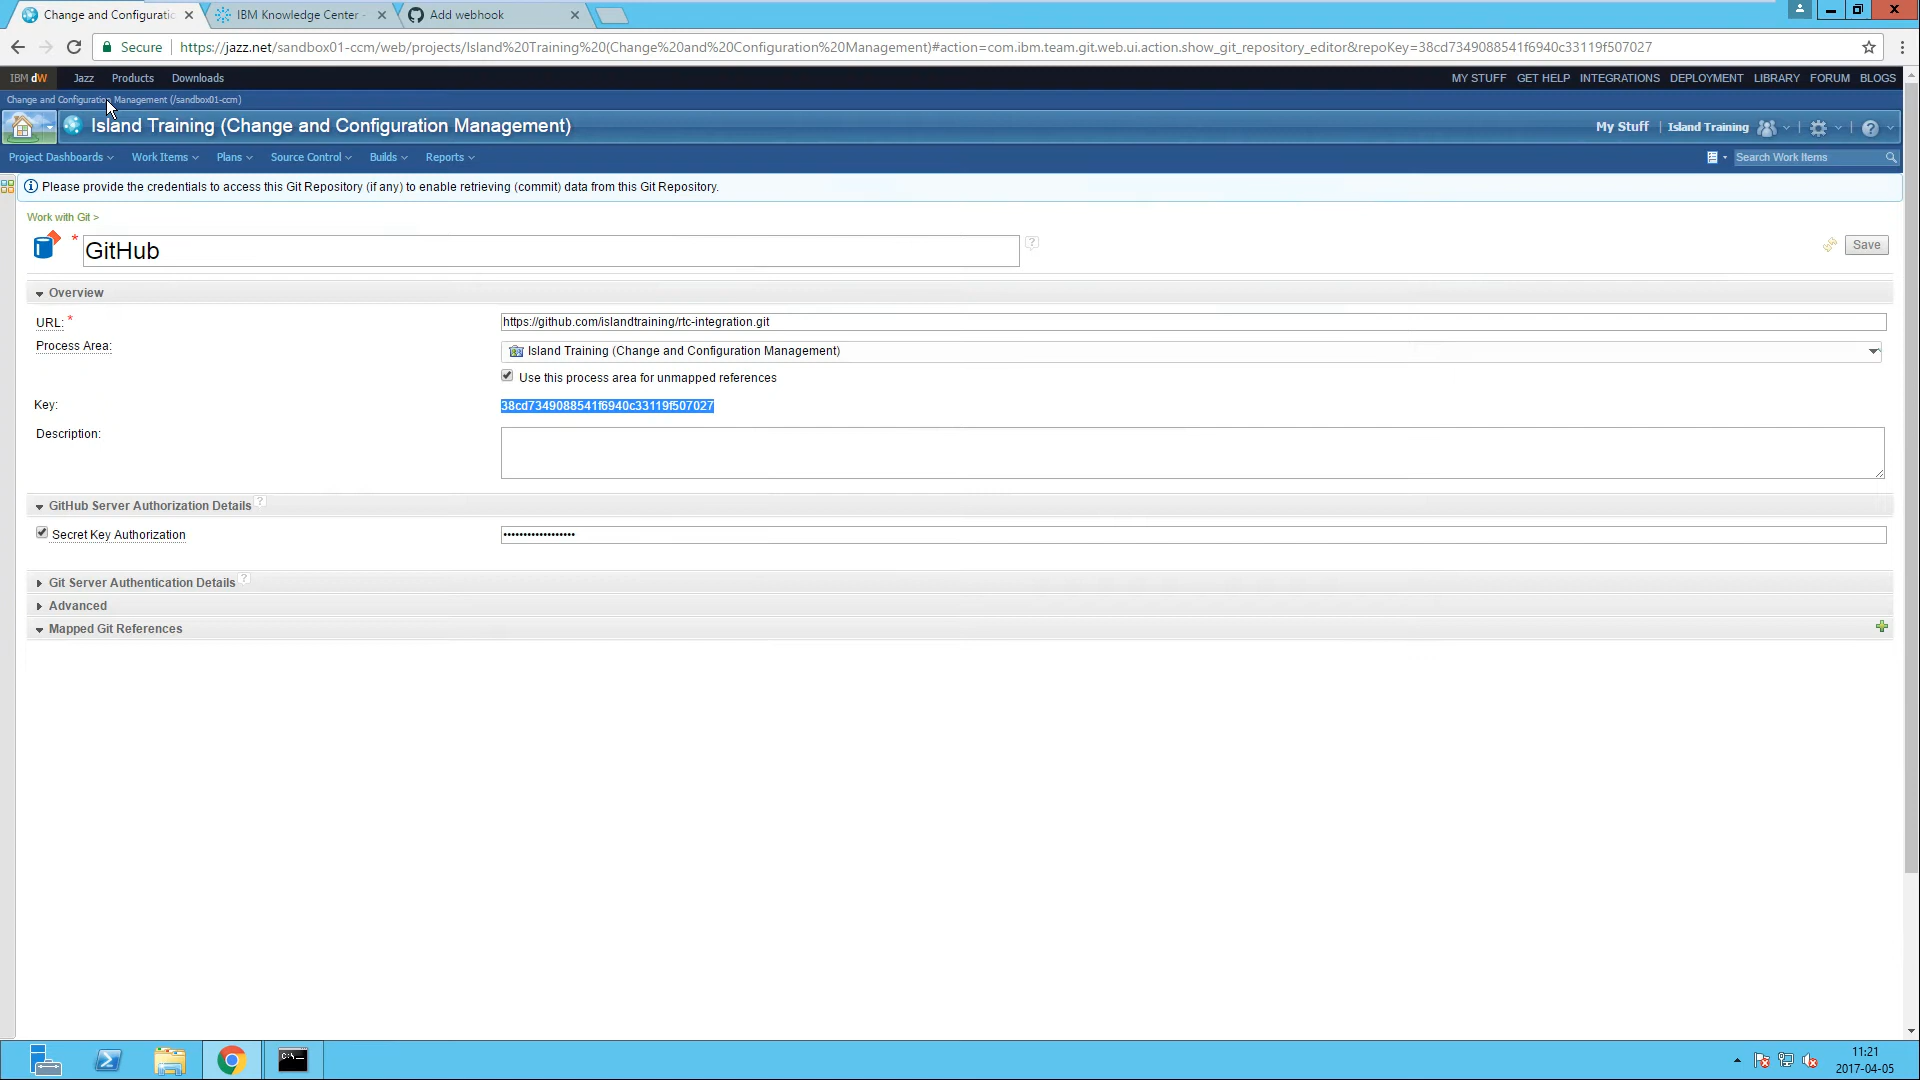 Change and Configuratic
IBM Knowledge Center -
Add webhook
Secure
https://jazz.net/sandbox01-ccm/web/projects/Island%20Training%20(Change%20and%20Configuration%20Management)#action=com.ibm.team.git.web.ui.action.show_git_repository_editor&repoKey=38cd7349088541f6940c33119f507027
IBM dW Jazz Products Downloads
MY STUFF GET HELP INTEGRATIONS DEPLOYMENT LIBRARY FORUM BLOGS
Change and Configuration Management (/sandbox01-ccm)
Island Training (Change and Configuration Management)
My Stuff | Island Training
Project Dashboards Work Items Plans Source Control Builds Reports
Search Work Items
Please provide the credentials to access this Git Repository (if any) to enable retrieving (commit) data from this Git Repository.
Work with Git >
* GitHub ?
Save
Overview
URL: * https://github.com/islandtraining/rtc-integration.git
Process Area: Island Training (Change and Configuration Management)
Use this process area for unmapped references
Key: 38cd7349088541f6940c33119f507027
Description:
GitHub Server Authorization Details ?
Secret Key Authorization ••••••••••••••••••
Git Server Authentication Details ?
Advanced
Mapped Git References
C:\_
11:21
2017-04-05